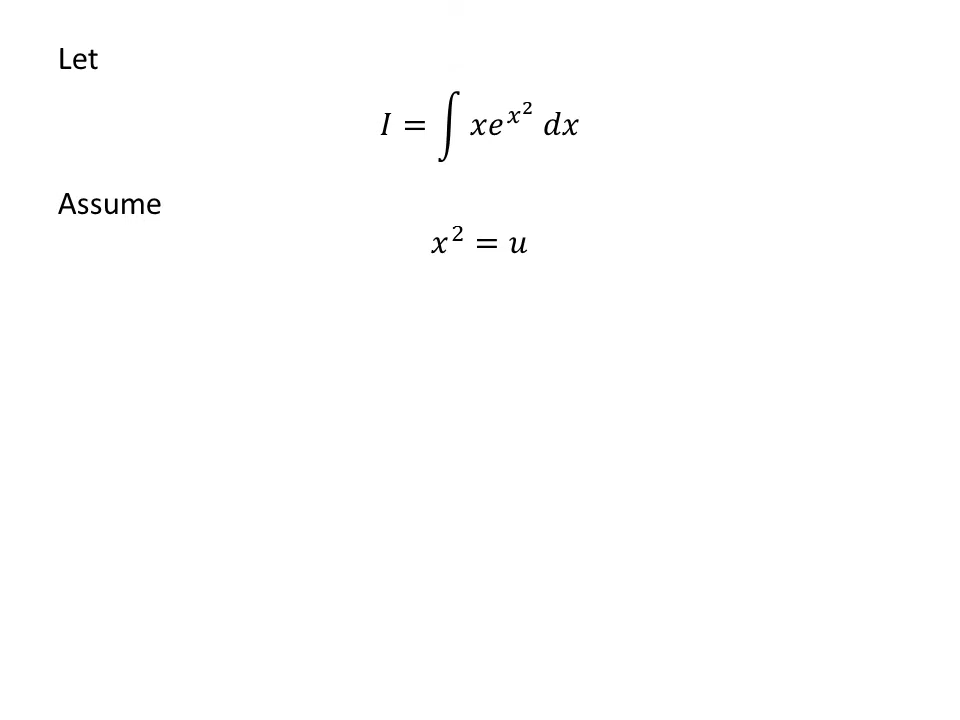 Let
𝐼 = ∫ 𝑥𝑒^{𝑥^2} 𝑑𝑥
Assume
𝑥^2 = 𝑢